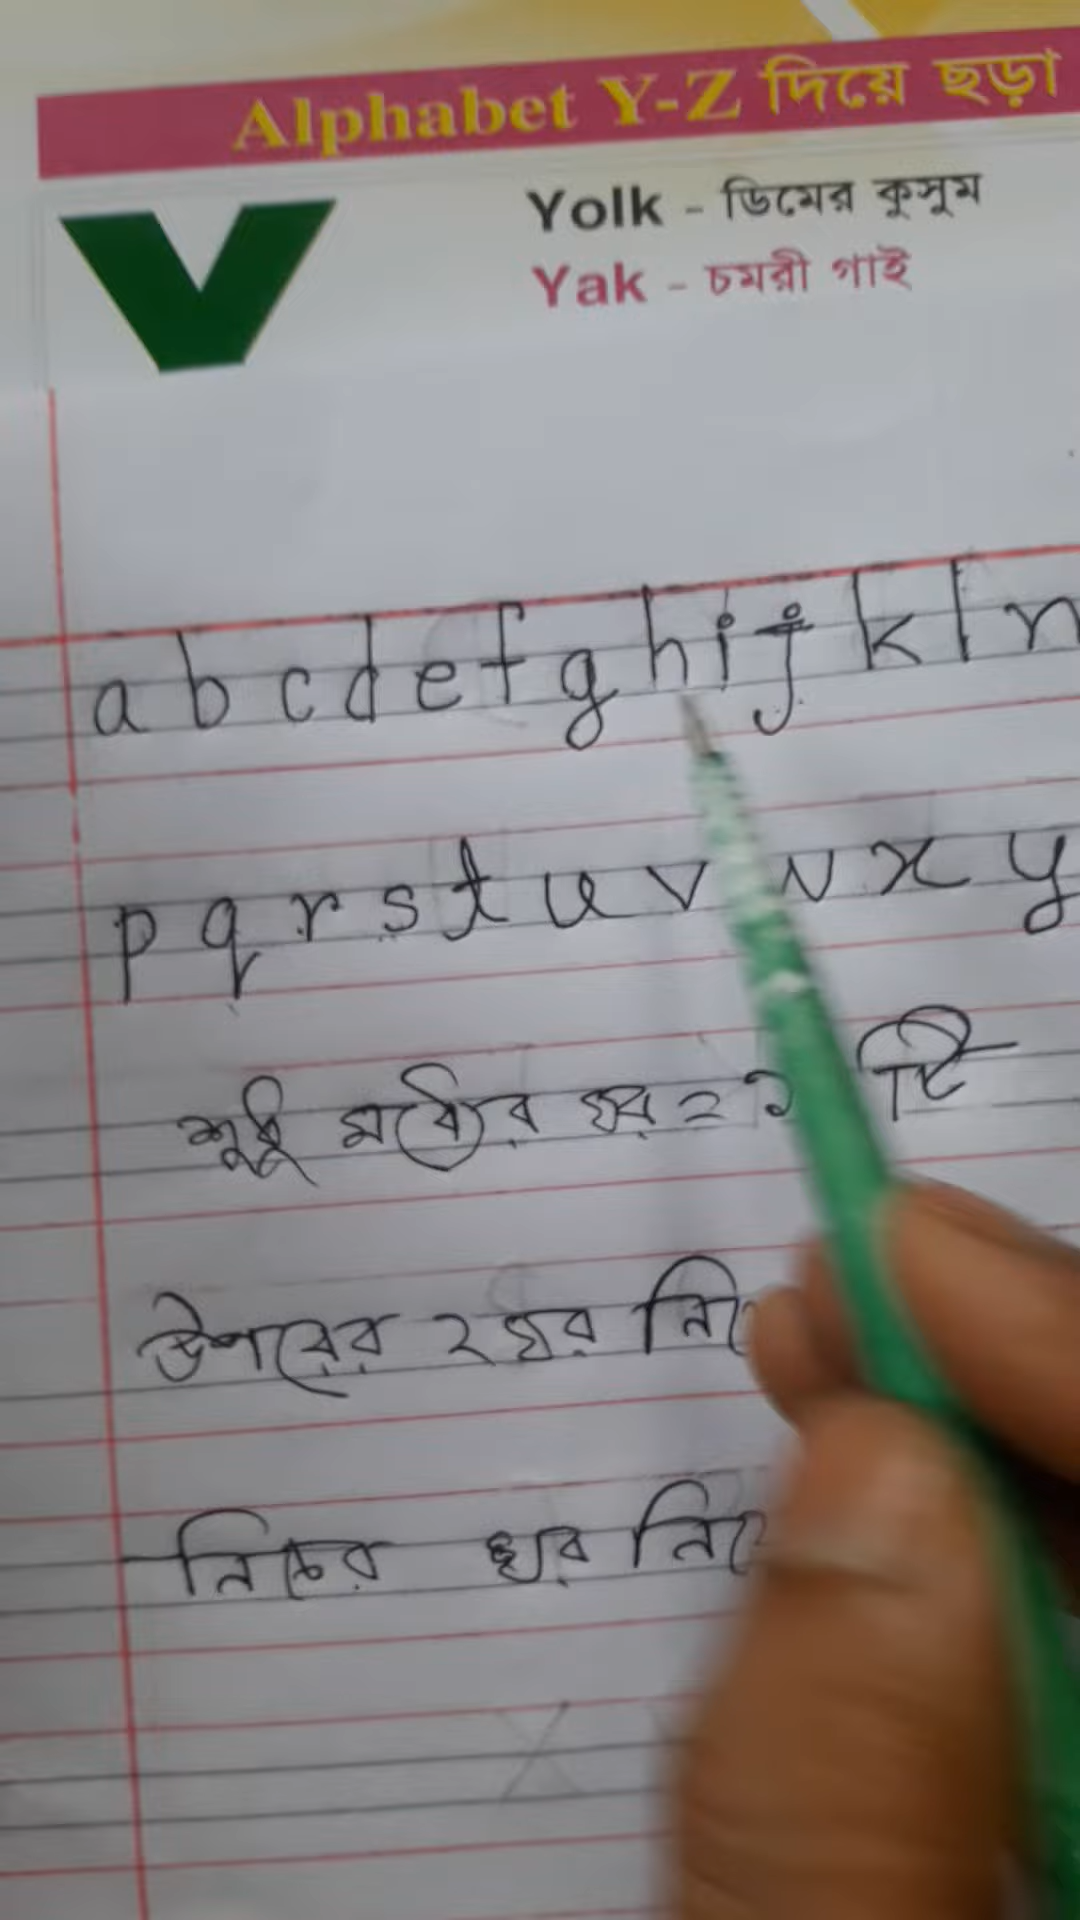 Alphabet Y-Z দিয়ে ছড়া
Yolk - ডিমের কুসুম
Yak - চমরী গাই
a b c d e f g h i j k l
p q r s t u v w x y
শুধু মধ্যের ঘর = টি
উপরের ২ ঘর
নিচের ঘর